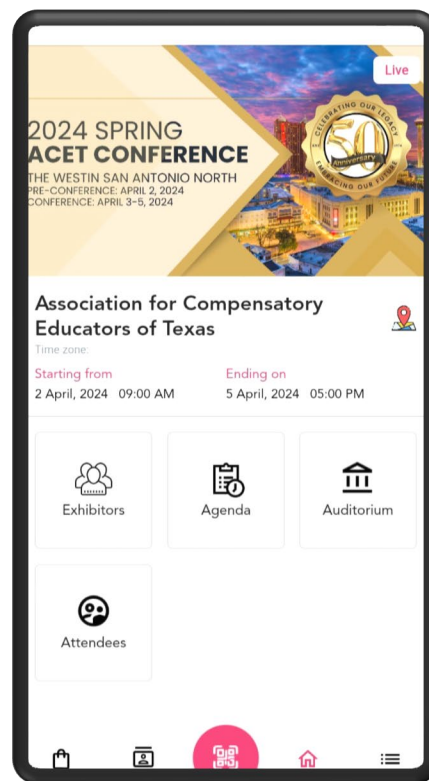 Live
2024 SPRING
ACET CONFERENCE
THE WESTIN SAN ANTONIO NORTH
PRE-CONFERENCE: APRIL 2, 2024
CONFERENCE: APRIL 3-5, 2024
CELEBRATING OUR LEGACY
50
Anniversary
EMBRACING OUR FUTURE
Association for Compensatory
Educators of Texas
Time zone:
Starting from
Ending on
2 April, 2024 09:00 AM
5 April, 2024 05:00 PM
Exhibitors
Agenda
Auditorium
Attendees